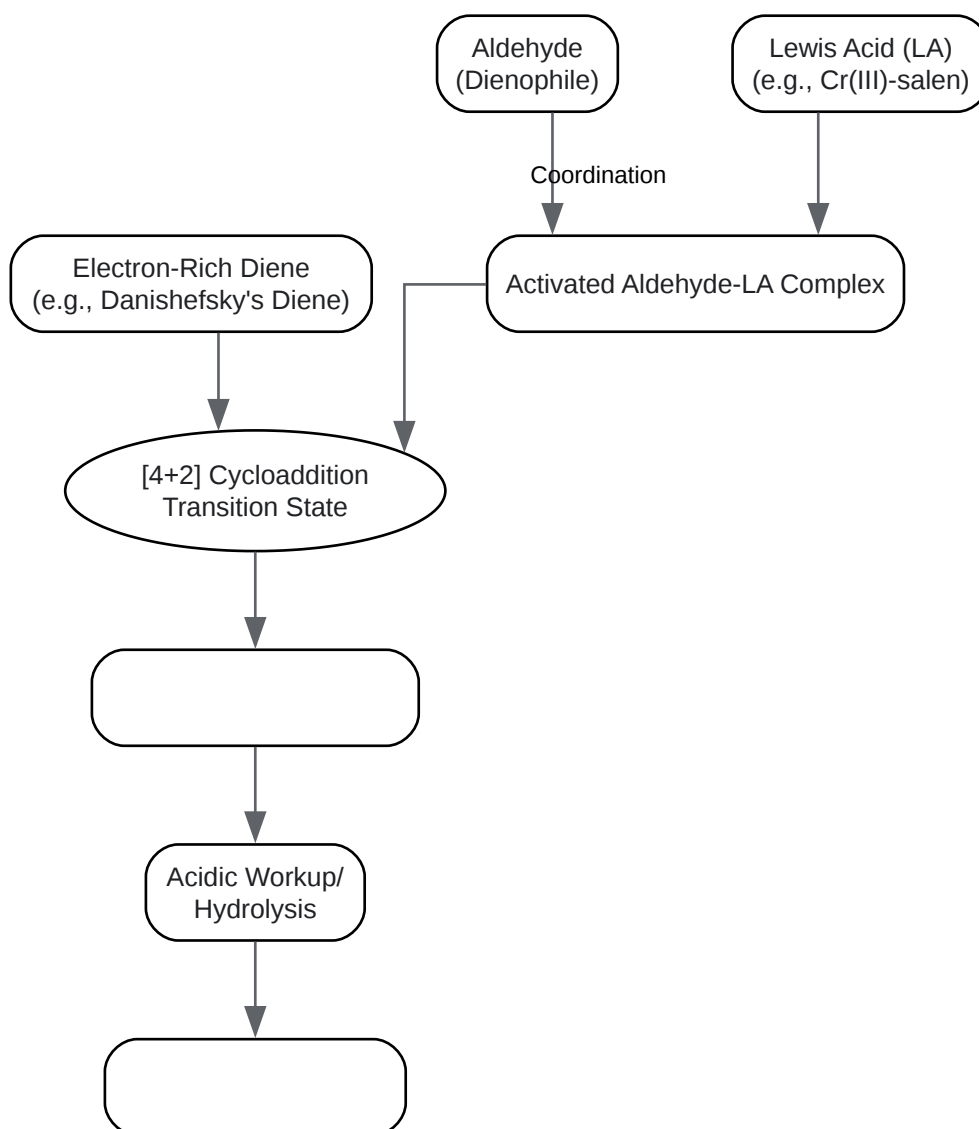 Aldehyde
(Dienophile)
Lewis Acid (LA)
(e.g., Cr(III)-salen)
Coordination
Electron-Rich Diene
(e.g., Danishefsky's Diene)
Activated Aldehyde-LA Complex
[4+2] Cycloaddition
Transition State
Acidic Workup/
Hydrolysis